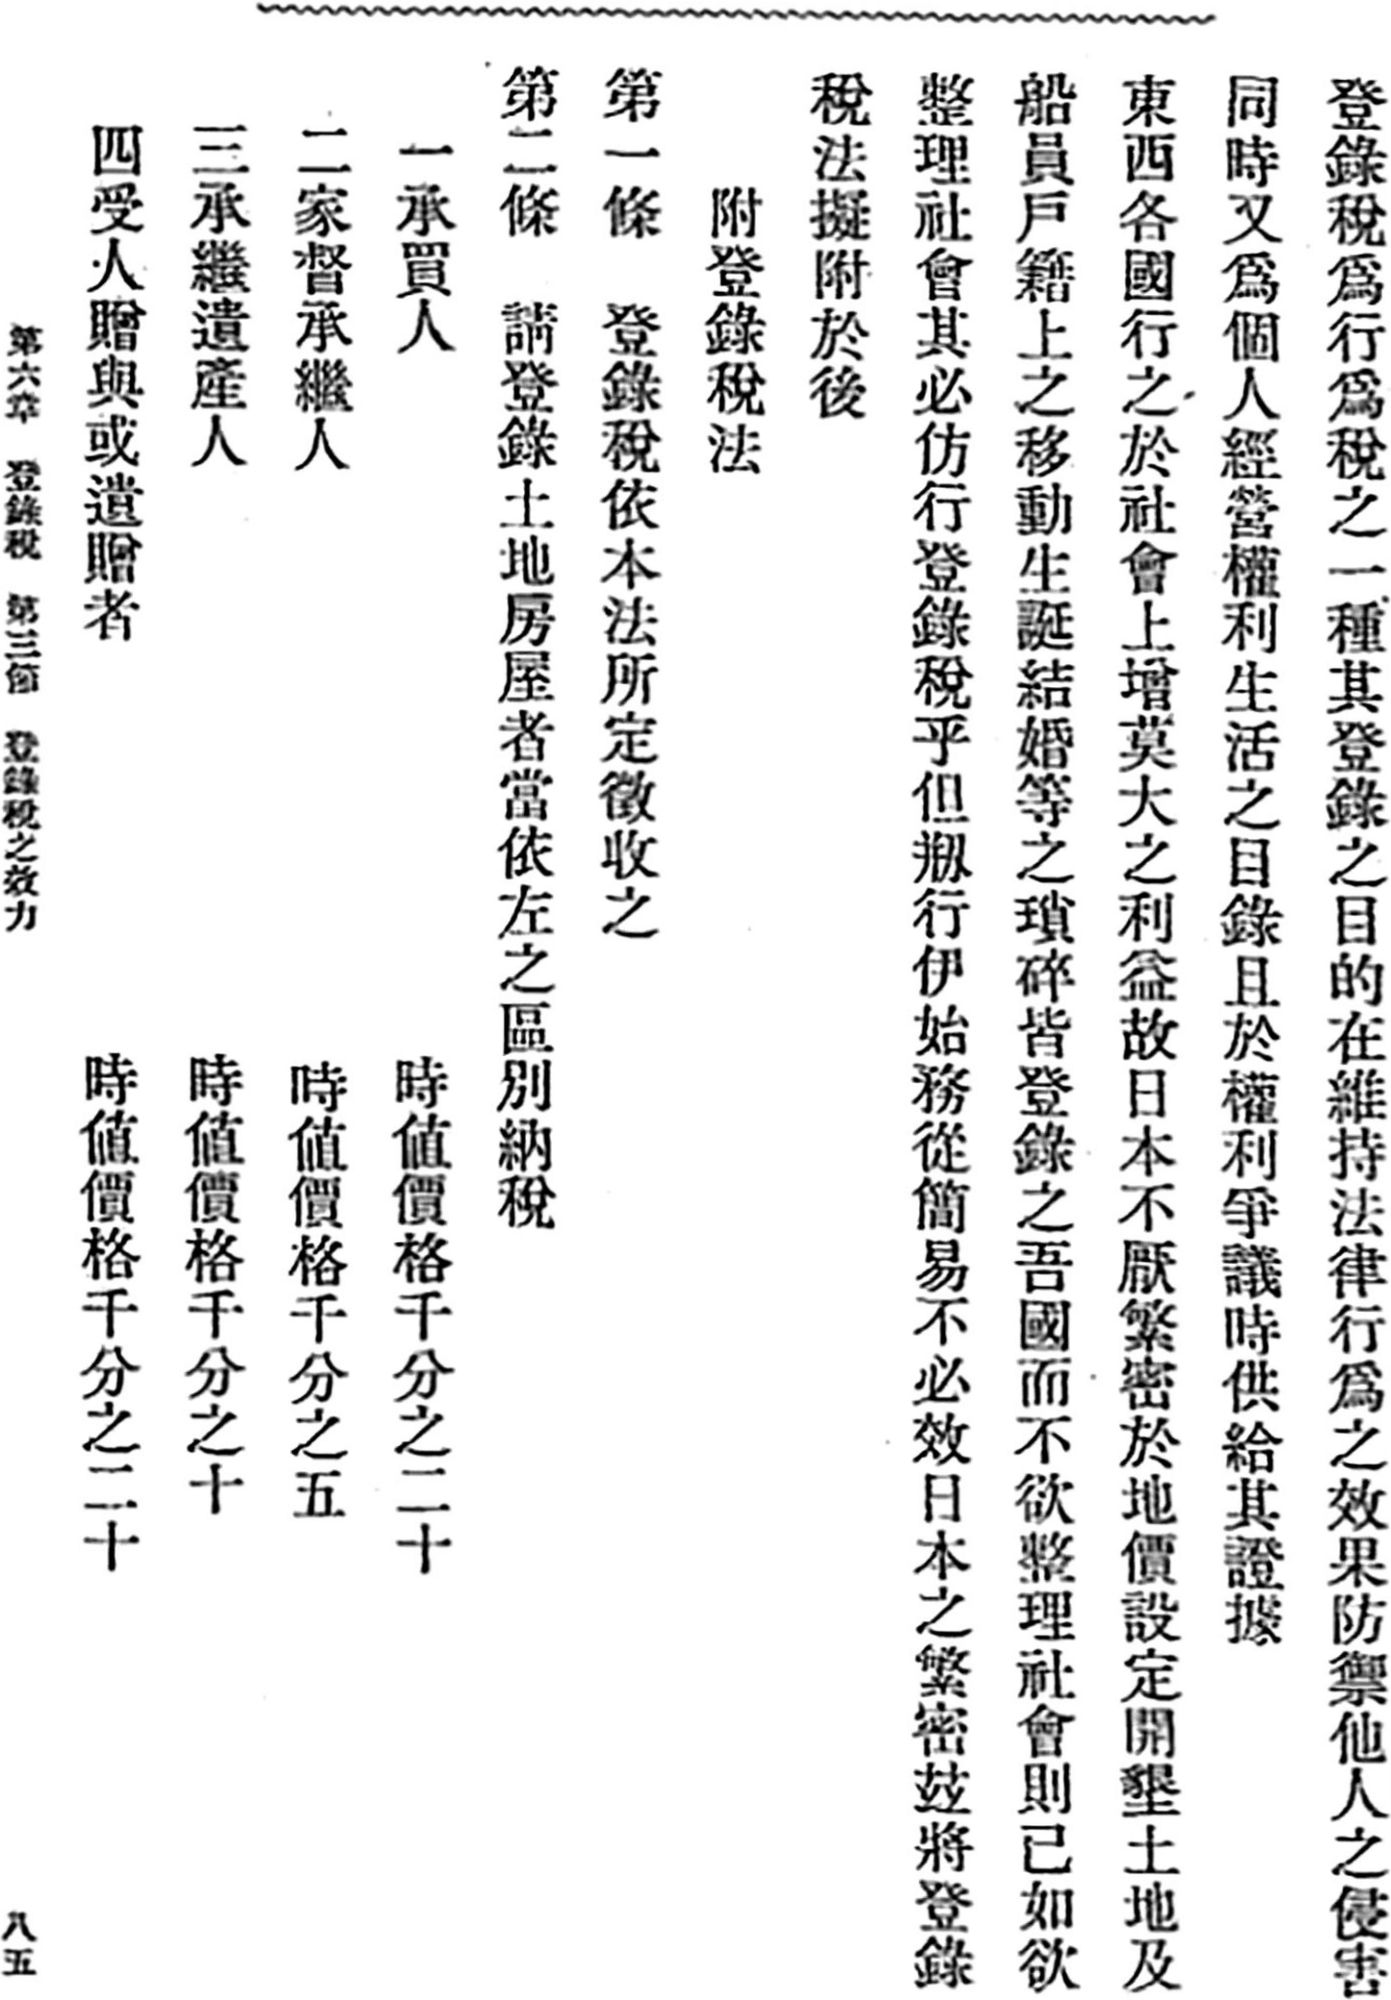 登錄稅爲行爲稅之一種其登錄之目的在維持法律行爲之效果防禦他人之侵害
同時又爲個人經營權利生活之目錄且於權利爭議時供給其證據
東西各國行之於社會上增莫大之利益故日本不厭繁密於地價設定開墾土地及
船員戶籍上之移動生誕結婚等之瑣碎皆登錄之吾國而不欲整理社會則已如欲
整理社會其必仿行登錄稅乎但剏行伊始務從簡易不必效日本之繁密玆將登錄
稅法擬附於後
附登錄稅法
第一條　登錄稅依本法所定徵收之
第二條　請登錄土地房屋者當依左之區別納稅
一承買人　時値價格千分之二十
二家督承繼人　時値價格千分之五
三承繼遺產人　時値價格千分之十
四受人贈與或遺贈者　時値價格千分之二十
第六章　登錄稅　第三節　登錄稅之效力
八五